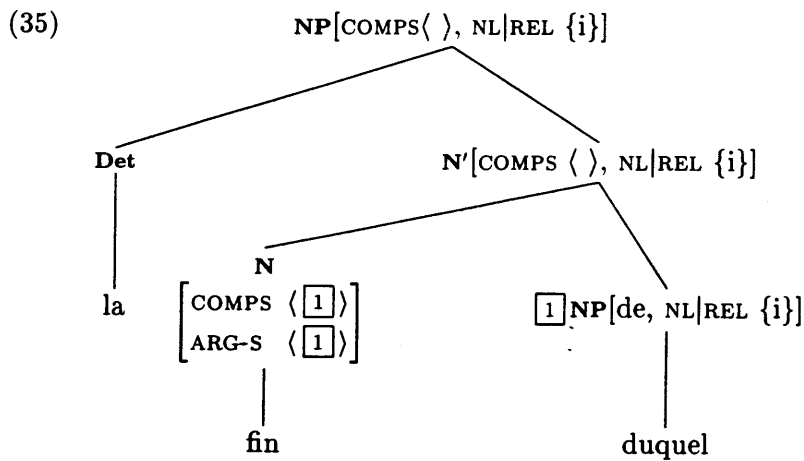 (35) NP[COMPS⟨ ⟩, NL|REL {i}]
Det N′[COMPS ⟨ ⟩, NL|REL {i}]
N
la [COMPS ⟨[1]⟩ [1]NP[de, NL|REL {i}]
ARG-S ⟨[1]⟩]
fin duquel